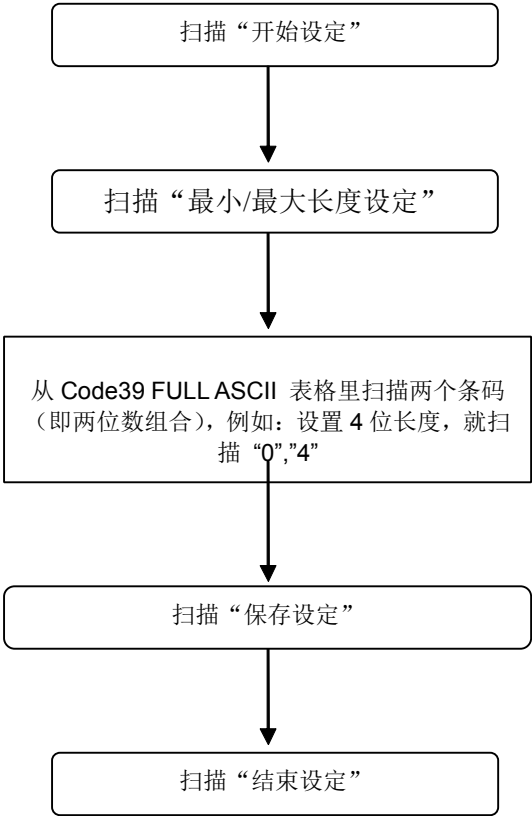 扫描“开始设定”
扫描“最小/最大长度设定”
从 Code39 FULL ASCII 表格里扫描两个条码
（即两位数组合），例如：设置 4 位长度，就扫
描 “0”,”4”
扫描“保存设定”
扫描“结束设定”